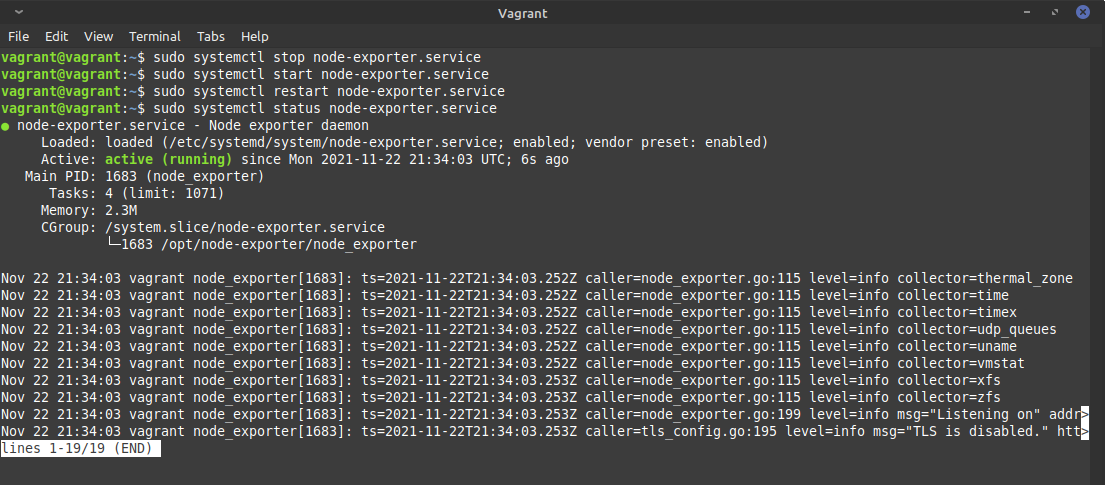 Vagrant
File Edit View Terminal Tabs Help
vagrant@vagrant:~$ sudo systemctl stop node-exporter.service
vagrant@vagrant:~$ sudo systemctl start node-exporter.service
vagrant@vagrant:~$ sudo systemctl restart node-exporter.service
vagrant@vagrant:~$ sudo systemctl status node-exporter.service
● node-exporter.service - Node exporter daemon
Loaded: loaded (/etc/systemd/system/node-exporter.service; enabled; vendor preset: enabled)
Active: active (running) since Mon 2021-11-22 21:34:03 UTC; 6s ago
Main PID: 1683 (node_exporter)
Tasks: 4 (limit: 1071)
Memory: 2.3M
CGroup: /system.slice/node-exporter.service
└─1683 /opt/node-exporter/node_exporter
Nov 22 21:34:03 vagrant node_exporter[1683]: ts=2021-11-22T21:34:03.252Z caller=node_exporter.go:115 level=info collector=thermal_zone
Nov 22 21:34:03 vagrant node_exporter[1683]: ts=2021-11-22T21:34:03.252Z caller=node_exporter.go:115 level=info collector=time
Nov 22 21:34:03 vagrant node_exporter[1683]: ts=2021-11-22T21:34:03.252Z caller=node_exporter.go:115 level=info collector=timex
Nov 22 21:34:03 vagrant node_exporter[1683]: ts=2021-11-22T21:34:03.252Z caller=node_exporter.go:115 level=info collector=udp_queues
Nov 22 21:34:03 vagrant node_exporter[1683]: ts=2021-11-22T21:34:03.252Z caller=node_exporter.go:115 level=info collector=uname
Nov 22 21:34:03 vagrant node_exporter[1683]: ts=2021-11-22T21:34:03.252Z caller=node_exporter.go:115 level=info collector=vmstat
Nov 22 21:34:03 vagrant node_exporter[1683]: ts=2021-11-22T21:34:03.253Z caller=node_exporter.go:115 level=info collector=xfs
Nov 22 21:34:03 vagrant node_exporter[1683]: ts=2021-11-22T21:34:03.253Z caller=node_exporter.go:115 level=info collector=zfs
Nov 22 21:34:03 vagrant node_exporter[1683]: ts=2021-11-22T21:34:03.253Z caller=node_exporter.go:199 level=info msg="Listening on" addr>
Nov 22 21:34:03 vagrant node_exporter[1683]: ts=2021-11-22T21:34:03.253Z caller=tls_config.go:195 level=info msg="TLS is disabled." htt>
lines 1-19/19 (END)